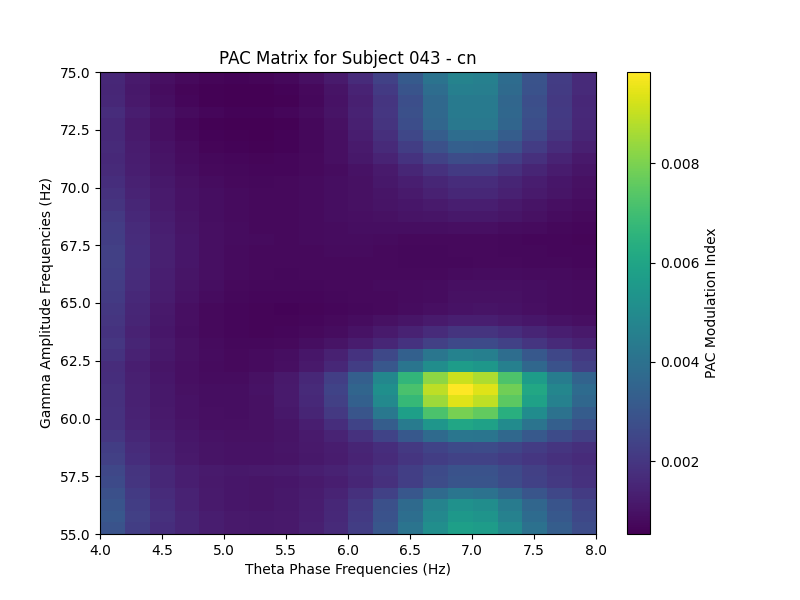 PAC Matrix for Subject 043 - cn
75.0
72.5
70.0
67.5
65.0
62.5
60.0
57.5
55.0
Gamma Amplitude Frequencies (Hz)
4.0 4.5 5.0 5.5 6.0 6.5 7.0 7.5 8.0
Theta Phase Frequencies (Hz)
0.008
0.006
0.004
0.002
PAC Modulation Index